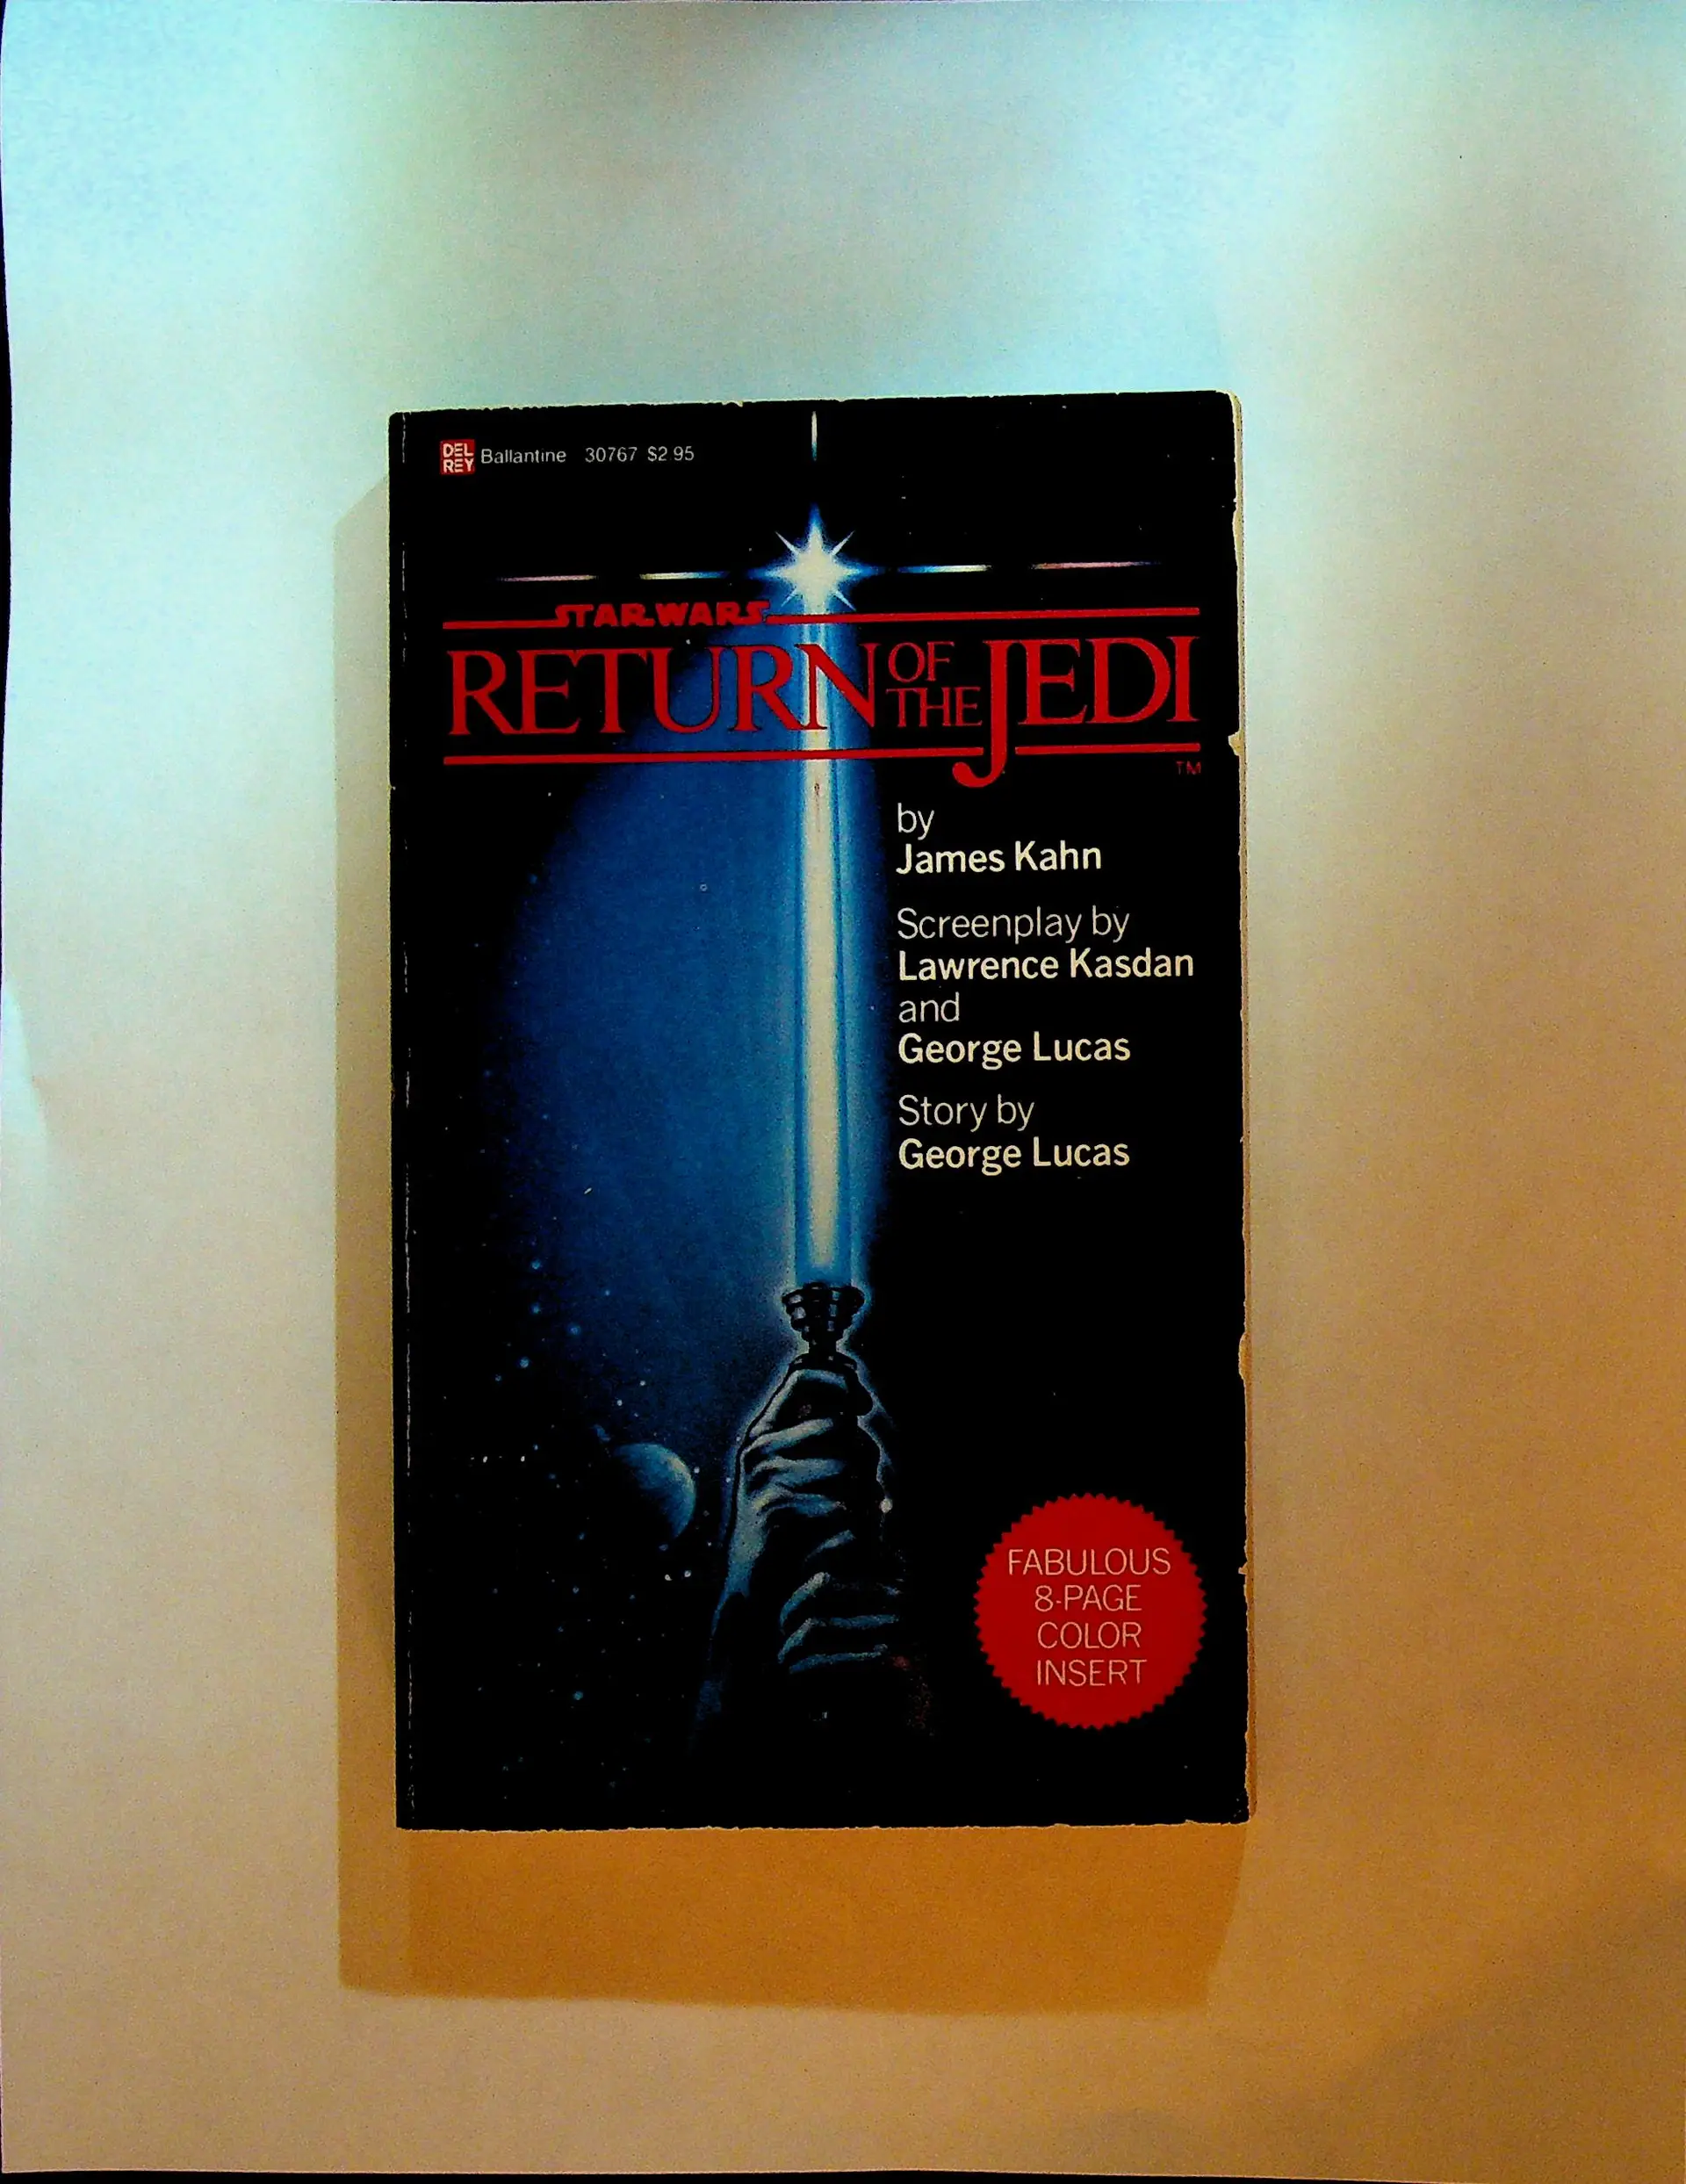 DEL REY Ballantine 30767 $2.95
STAR WARS
RETURN OF THE JEDI
TM
by
James Kahn
Screenplay by
Lawrence Kasdan
and
George Lucas
Story by
George Lucas
FABULOUS
8-PAGE
COLOR
INSERT